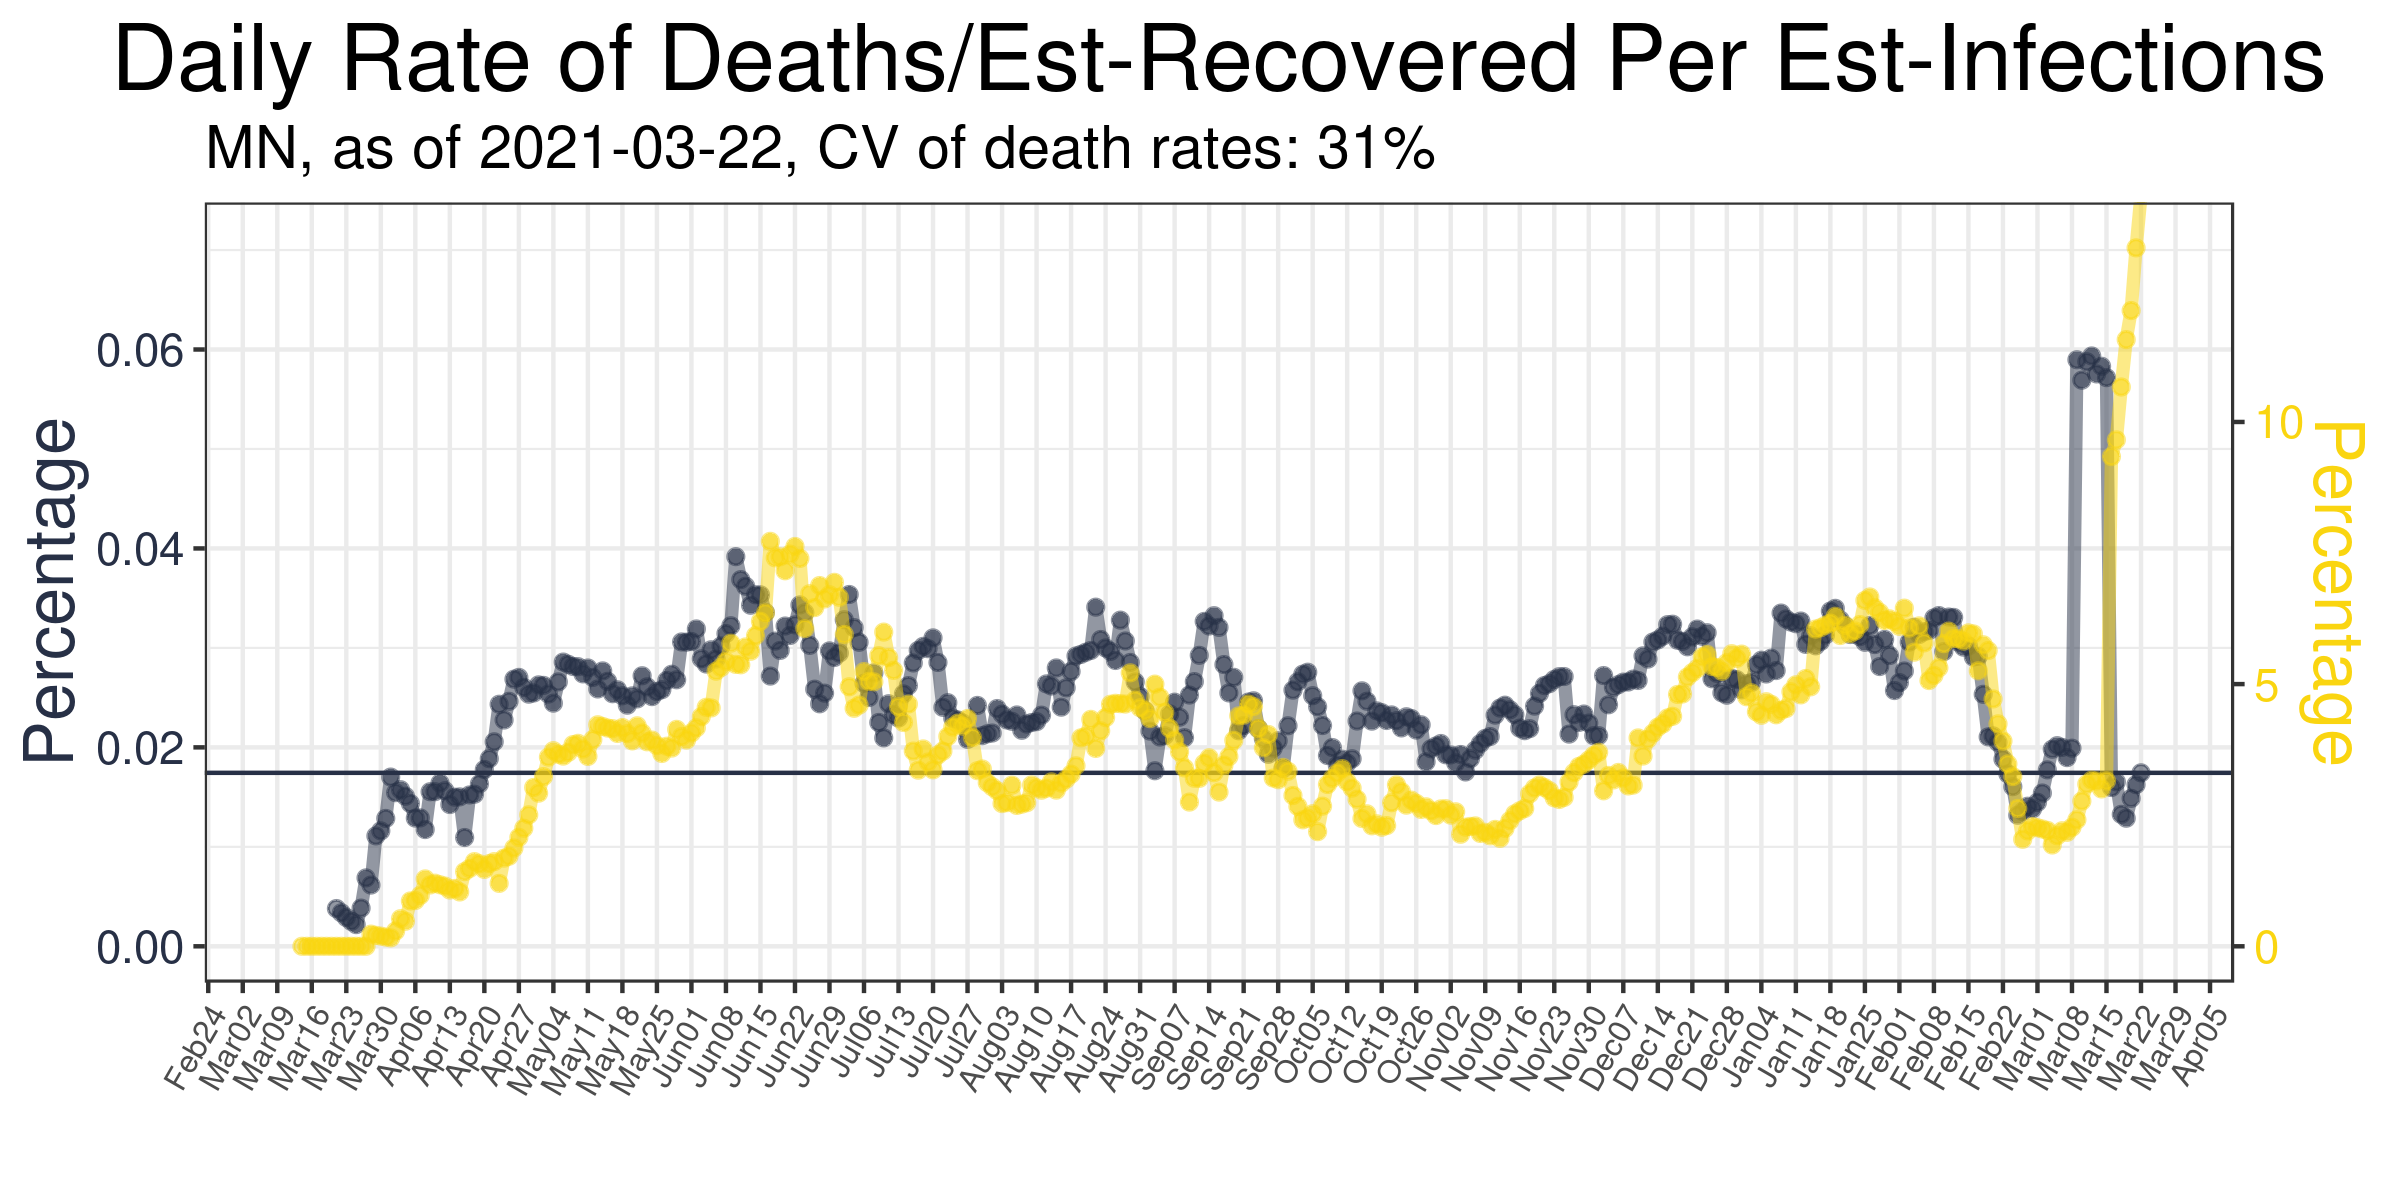 Daily Rate of Deaths/Est-Recovered Per Est-Infections
MN, as of 2021-03-22, CV of death rates: 31%
Percentage
0.06
0.04
0.02
0.00
10
5
0
Percentage
Feb24
Mar02
Mar09
Mar16
Mar23
Mar30
Apr06
Apr13
Apr20
Apr27
May04
May11
May18
May25
Jun01
Jun08
Jun15
Jun22
Jun29
Jul06
Jul13
Jul20
Jul27
Aug03
Aug10
Aug17
Aug24
Aug31
Sep07
Sep14
Sep21
Sep28
Oct05
Oct12
Oct19
Oct26
Nov02
Nov09
Nov16
Nov23
Nov30
Dec07
Dec14
Dec21
Dec28
Jan04
Jan11
Jan18
Jan25
Feb01
Feb08
Feb15
Feb22
Mar01
Mar08
Mar15
Mar22
Mar29
Apr05